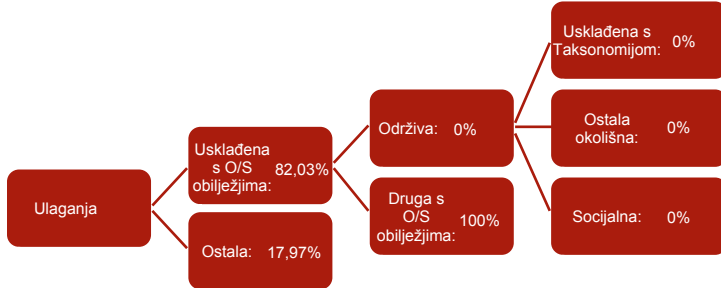 Ulaganja
Usklađena
s O/S
obilježjima: 82,03%
Ostala: 17,97%
Održiva: 0%
Druga s
O/S
obilježjima: 100%
Usklađena s
Taksonomijom: 0%
Ostala
okolišna: 0%
Socijalna: 0%